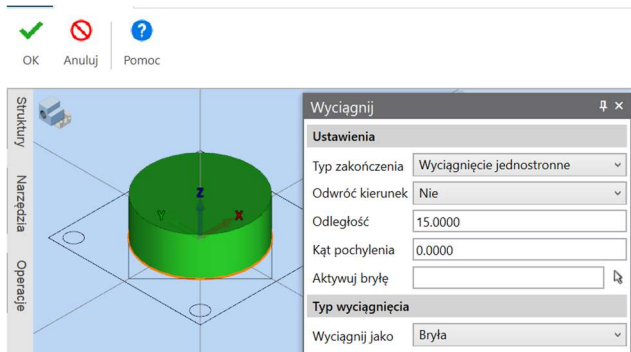 OK Anuluj Pomoc
Struktury
Narzędzia
Operacje
Z
Y X
Wyciągnij
Ustawienia
Typ zakończenia Wyciągnięcie jednostronne
Odwróć kierunek Nie
Odległość 15.0000
Kąt pochylenia 0.0000
Aktywuj bryłę
Typ wyciągnięcia
Wyciągnij jako Bryła